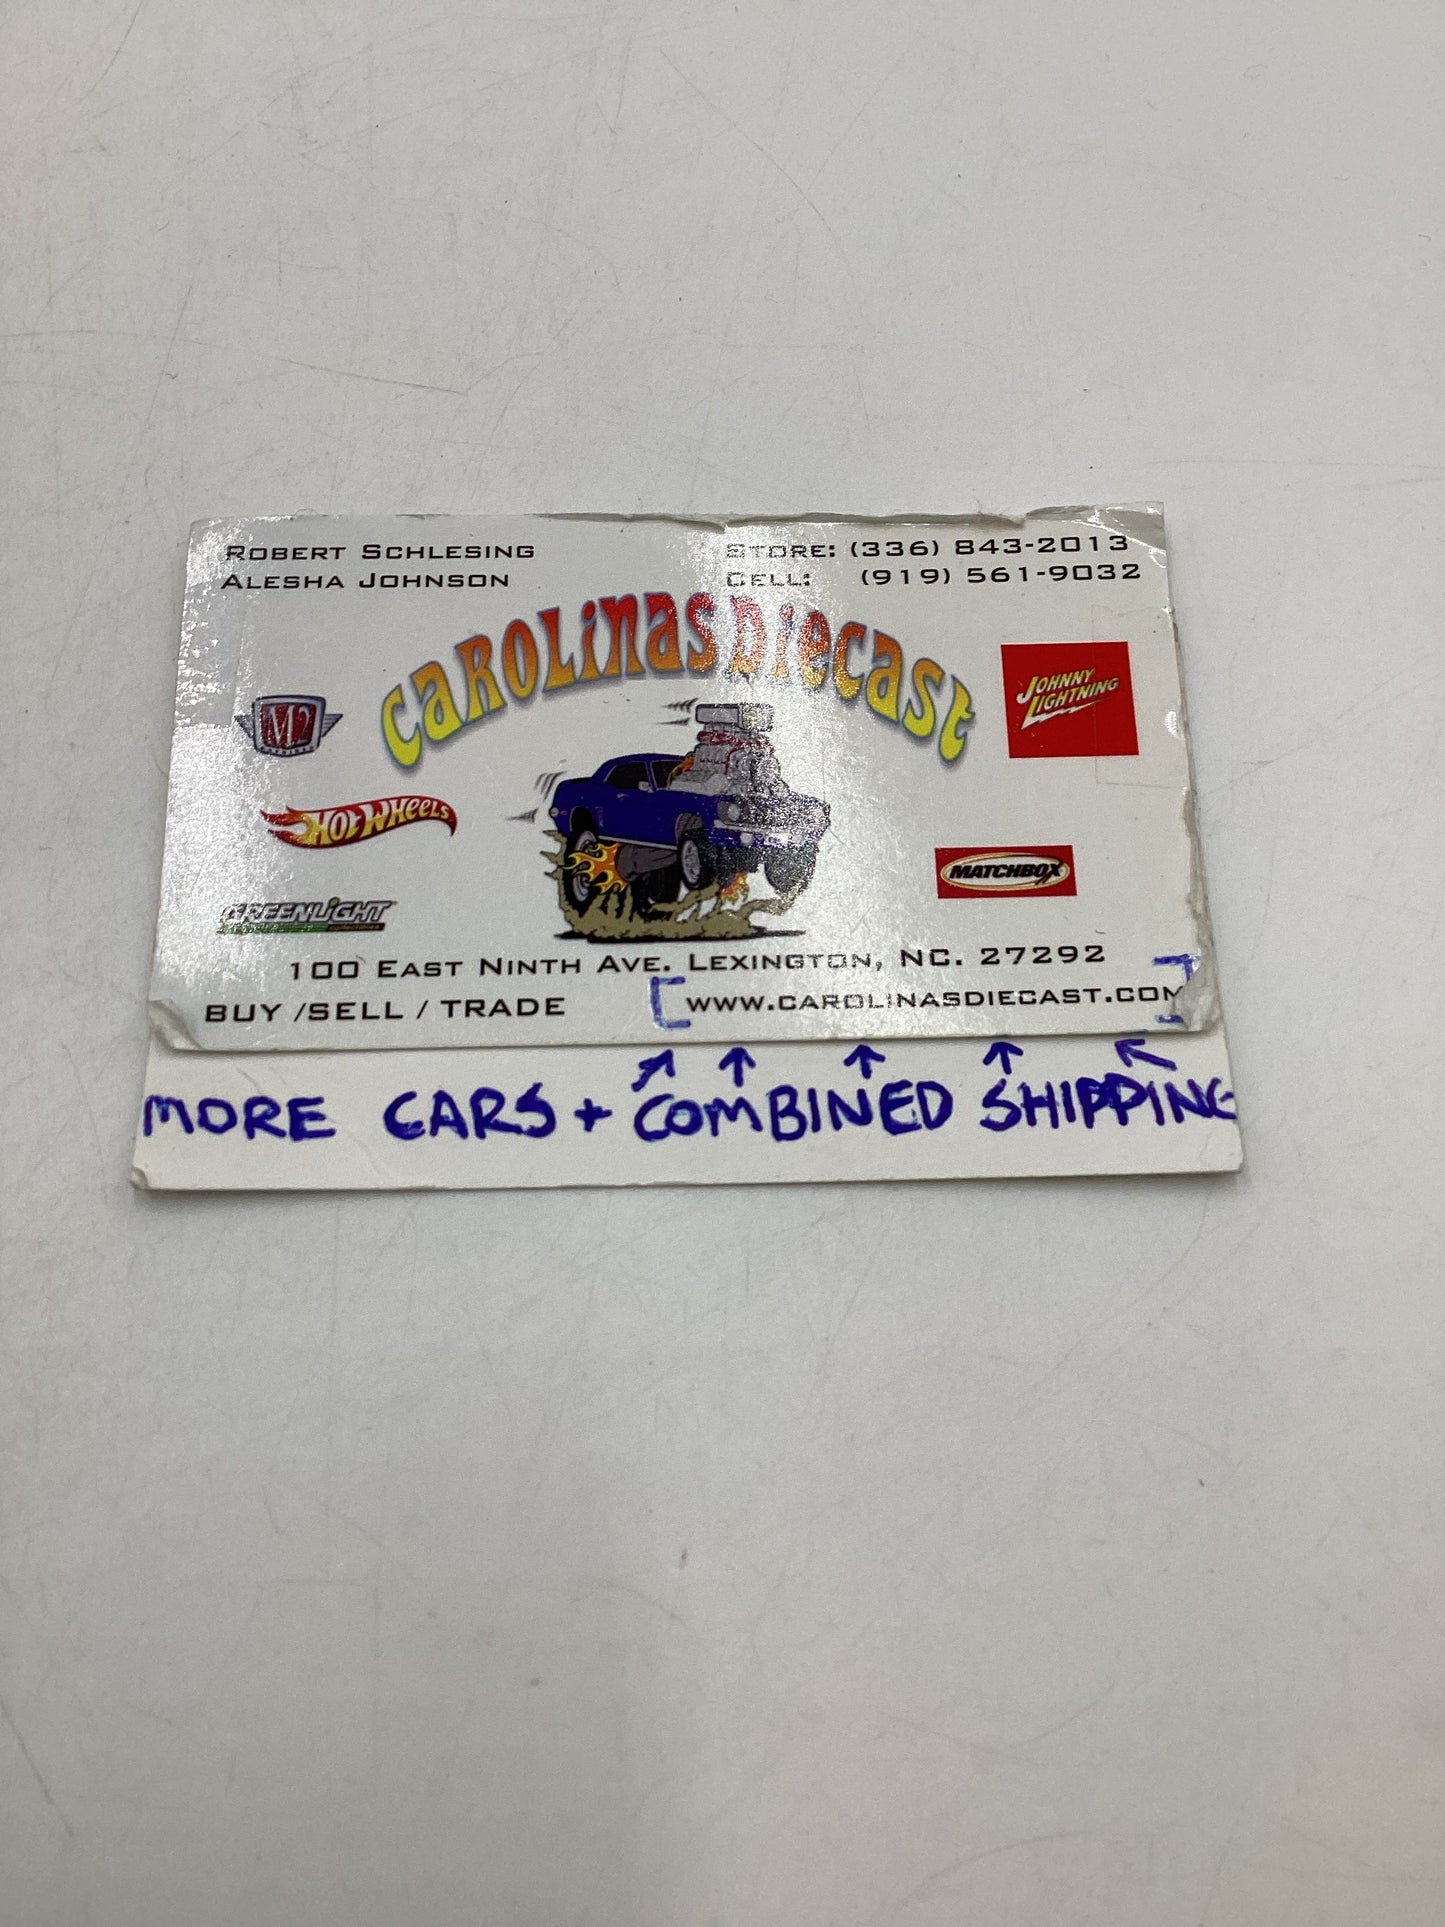 ROBERT SCHLESING
ALESHA JOHNSON
STORE: (336) 843-2013
CELL: (919) 561-9032
CAROLINAS DIECAST
M2
JOHNNY LIGHTNING
HOT WHEELS
MATCHBOX
GREENLIGHT
100 EAST NINTH AVE. LEXINGTON, NC. 27292
BUY /SELL / TRADE
[WWW.CAROLINASDIECAST.COM]
MORE CARS + COMBINED SHIPPING